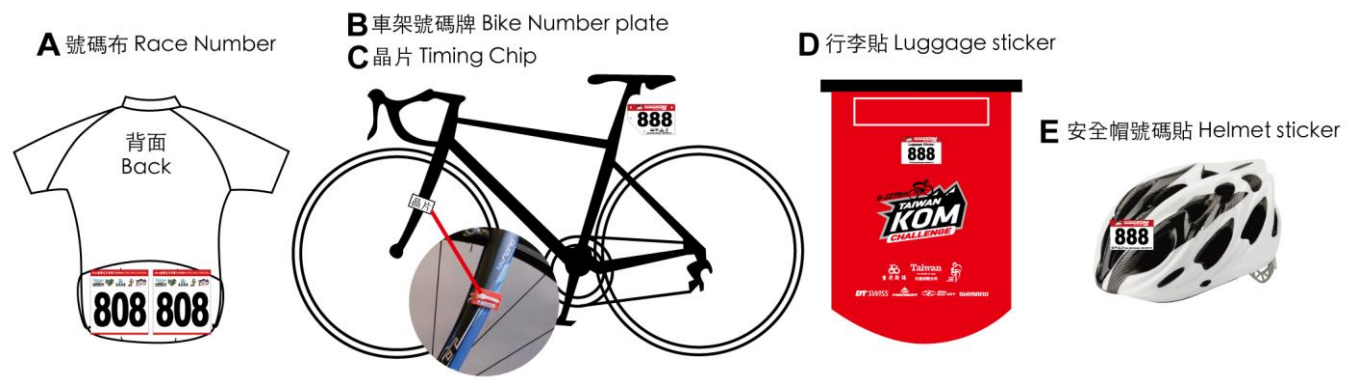 A 號碼布 Race Number
背面
Back
808 808
B 車架號碼牌 Bike Number plate
C 晶片 Timing Chip
888
晶片
D 行李貼 Luggage sticker
888
TAIWAN
KOM
CHALLENGE
Taiwan
DT SWISS
SHIMANO
E 安全帽號碼貼 Helmet sticker
888